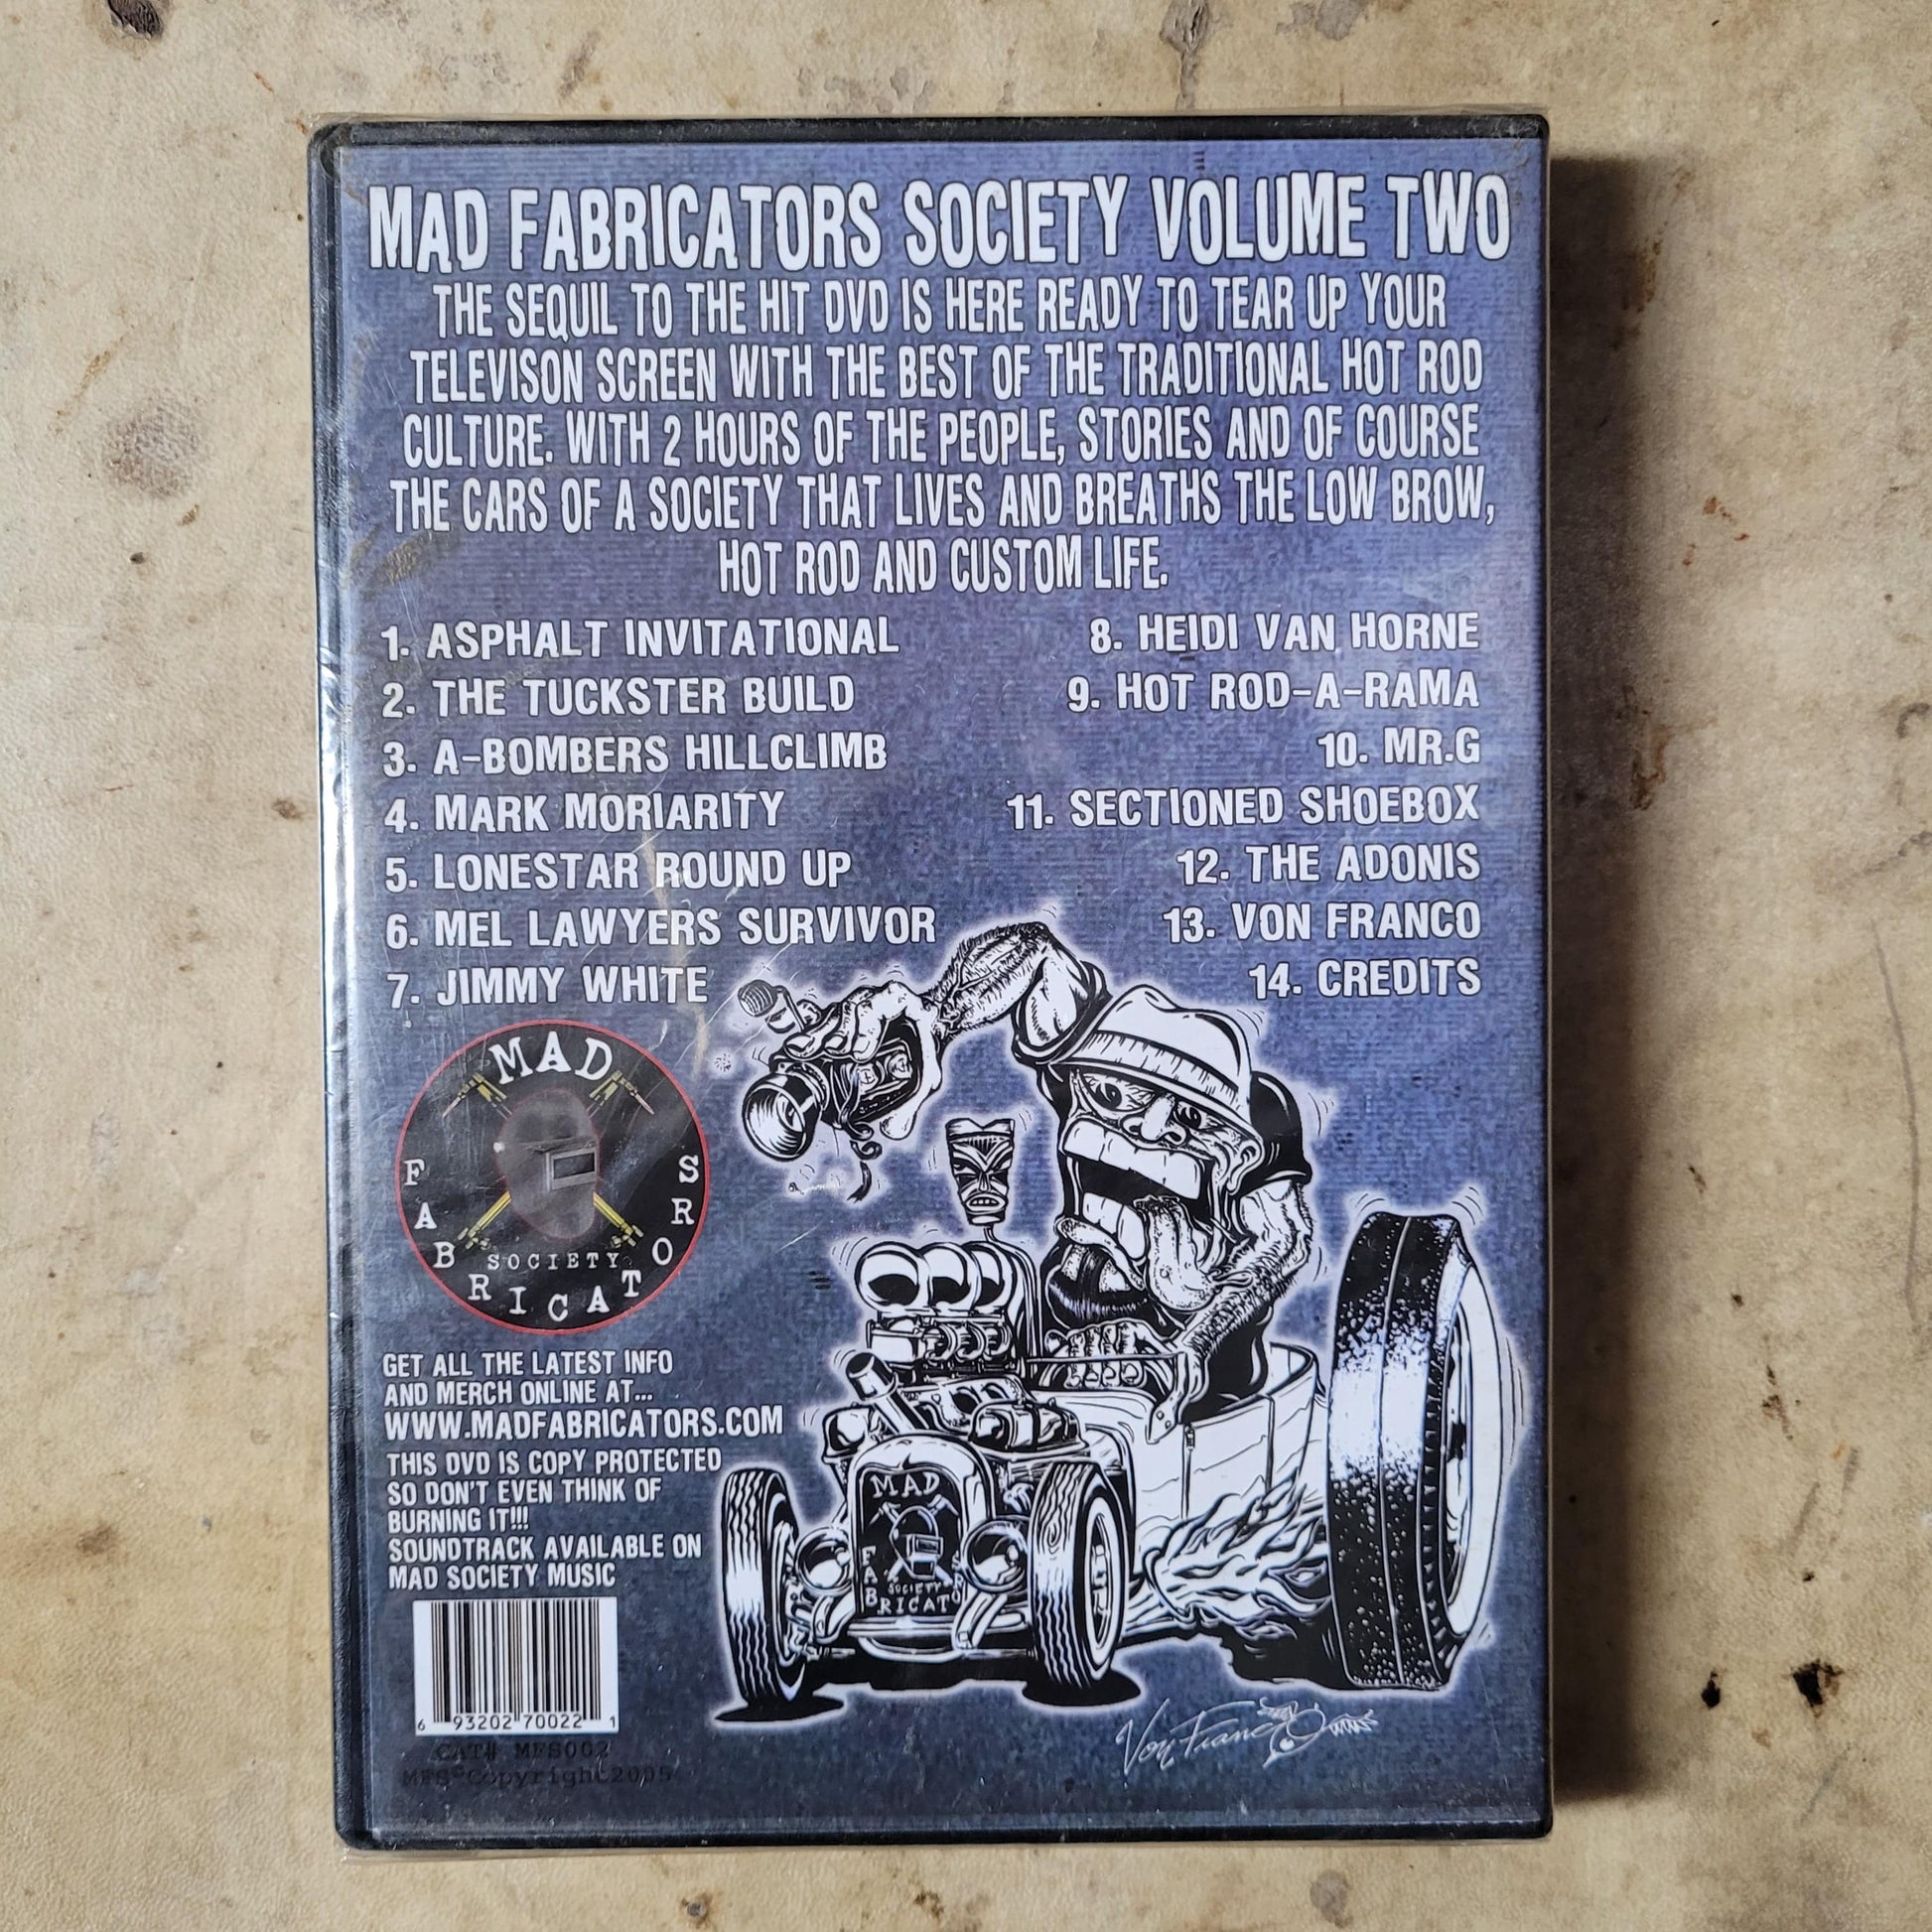 MAD FABRICATORS SOCIETY VOLUME TWO
THE SEQUIL TO THE HIT DVD IS HERE READY TO TEAR UP YOUR
TELEVISON SCREEN WITH THE BEST OF THE TRADITIONAL HOT ROD
CULTURE. WITH 2 HOURS OF THE PEOPLE, STORIES AND OF COURSE
THE CARS OF A SOCIETY THAT LIVES AND BREATHS THE LOW BROW,
HOT ROD AND CUSTOM LIFE.
1. ASPHALT INVITATIONAL
2. THE TUCKSTER BUILD
3. A-BOMBERS HILLCLIMB
4. MARK MORIARITY
5. LONESTAR ROUND UP
6. MEL LAWYERS SURVIVOR
7. JIMMY WHITE
8. HEIDI VAN HORNE
9. HOT ROD-A-RAMA
10. MR.G
11. SECTIONED SHOEBOX
12. THE ADONIS
13. VON FRANCO
14. CREDITS
MAD
FABRICATORS
SOCIETY
GET ALL THE LATEST INFO
AND MERCH ONLINE AT...
WWW.MADFABRICATORS.COM
THIS DVD IS COPY PROTECTED
SO DON'T EVEN THINK OF
BURNING IT!!!
SOUNDTRACK AVAILABLE ON
MAD SOCIETY MUSIC
6 93202 70022 1
CAT# MFS002
MFS©Copyright2005
MAD
FABRICATORS
SOCIETY
Von Franco